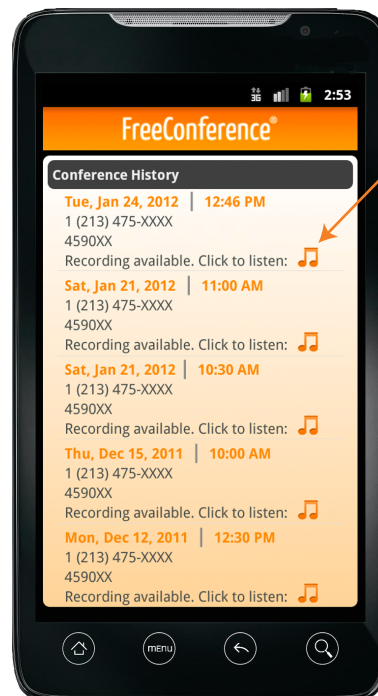 3G 2:53
FreeConference®
Conference History
Tue, Jan 24, 2012 | 12:46 PM
1 (213) 475-XXXX
4590XX
Recording available. Click to listen:
Sat, Jan 21, 2012 | 11:00 AM
1 (213) 475-XXXX
4590XX
Recording available. Click to listen:
Sat, Jan 21, 2012 | 10:30 AM
1 (213) 475-XXXX
4590XX
Recording available. Click to listen:
Thu, Dec 15, 2011 | 10:00 AM
1 (213) 475-XXXX
4590XX
Recording available. Click to listen:
Mon, Dec 12, 2011 | 12:30 PM
1 (213) 475-XXXX
4590XX
Recording available. Click to listen:
menu